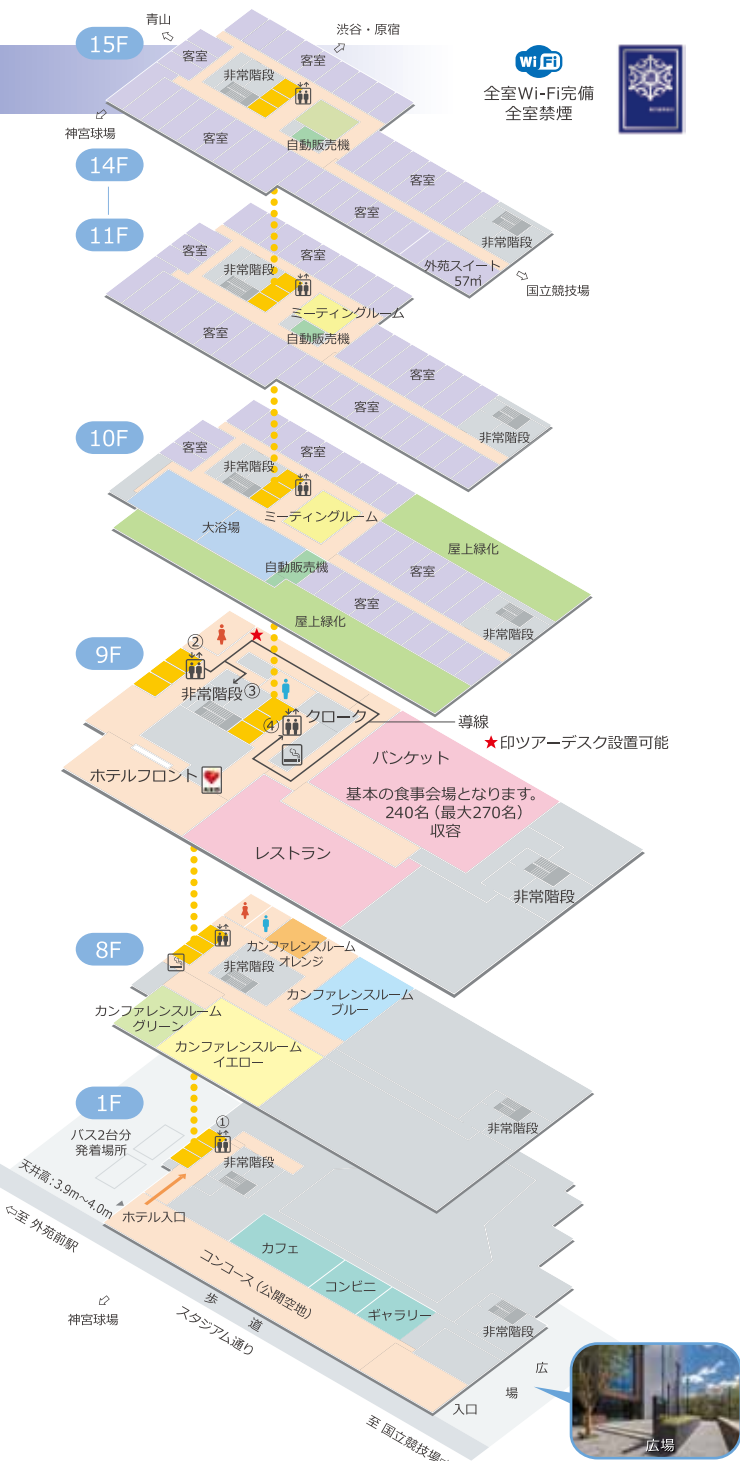 15F
青山
渋谷・原宿
客室
客室
非常階段
Wi Fi
全室Wi-Fi完備
全室禁煙
神宮球場
客室
自動販売機
14F
客室
客室
非常階段
外苑スイート
57㎡
国立競技場
11F
客室
客室
非常階段
ミーティングルーム
自動販売機
客室
客室
客室
非常階段
10F
客室
客室
非常階段
ミーティングルーム
大浴場
屋上緑化
自動販売機
客室
客室
屋上緑化
非常階段
9F
②
★
非常階段
③
④
クローク
導線
★印ツアーデスク設置可能
ホテルフロント
バンケット
基本の食事会場となります。
240名(最大270名)
収容
レストラン
非常階段
8F
カンファレンスルーム
オレンジ
非常階段
カンファレンスルーム
ブルー
カンファレンスルーム
グリーン
カンファレンスルーム
イエロー
非常階段
1F
①
バス2台分
発着場所
非常階段
天井高:3.9m〜4.0m
ホテル入口
至 外苑前駅
カフェ
コンビニ
ギャラリー
コンコース(公開空地)
神宮球場
歩道
スタジアム通り
非常階段
広場
入口
至 国立競技場
広場